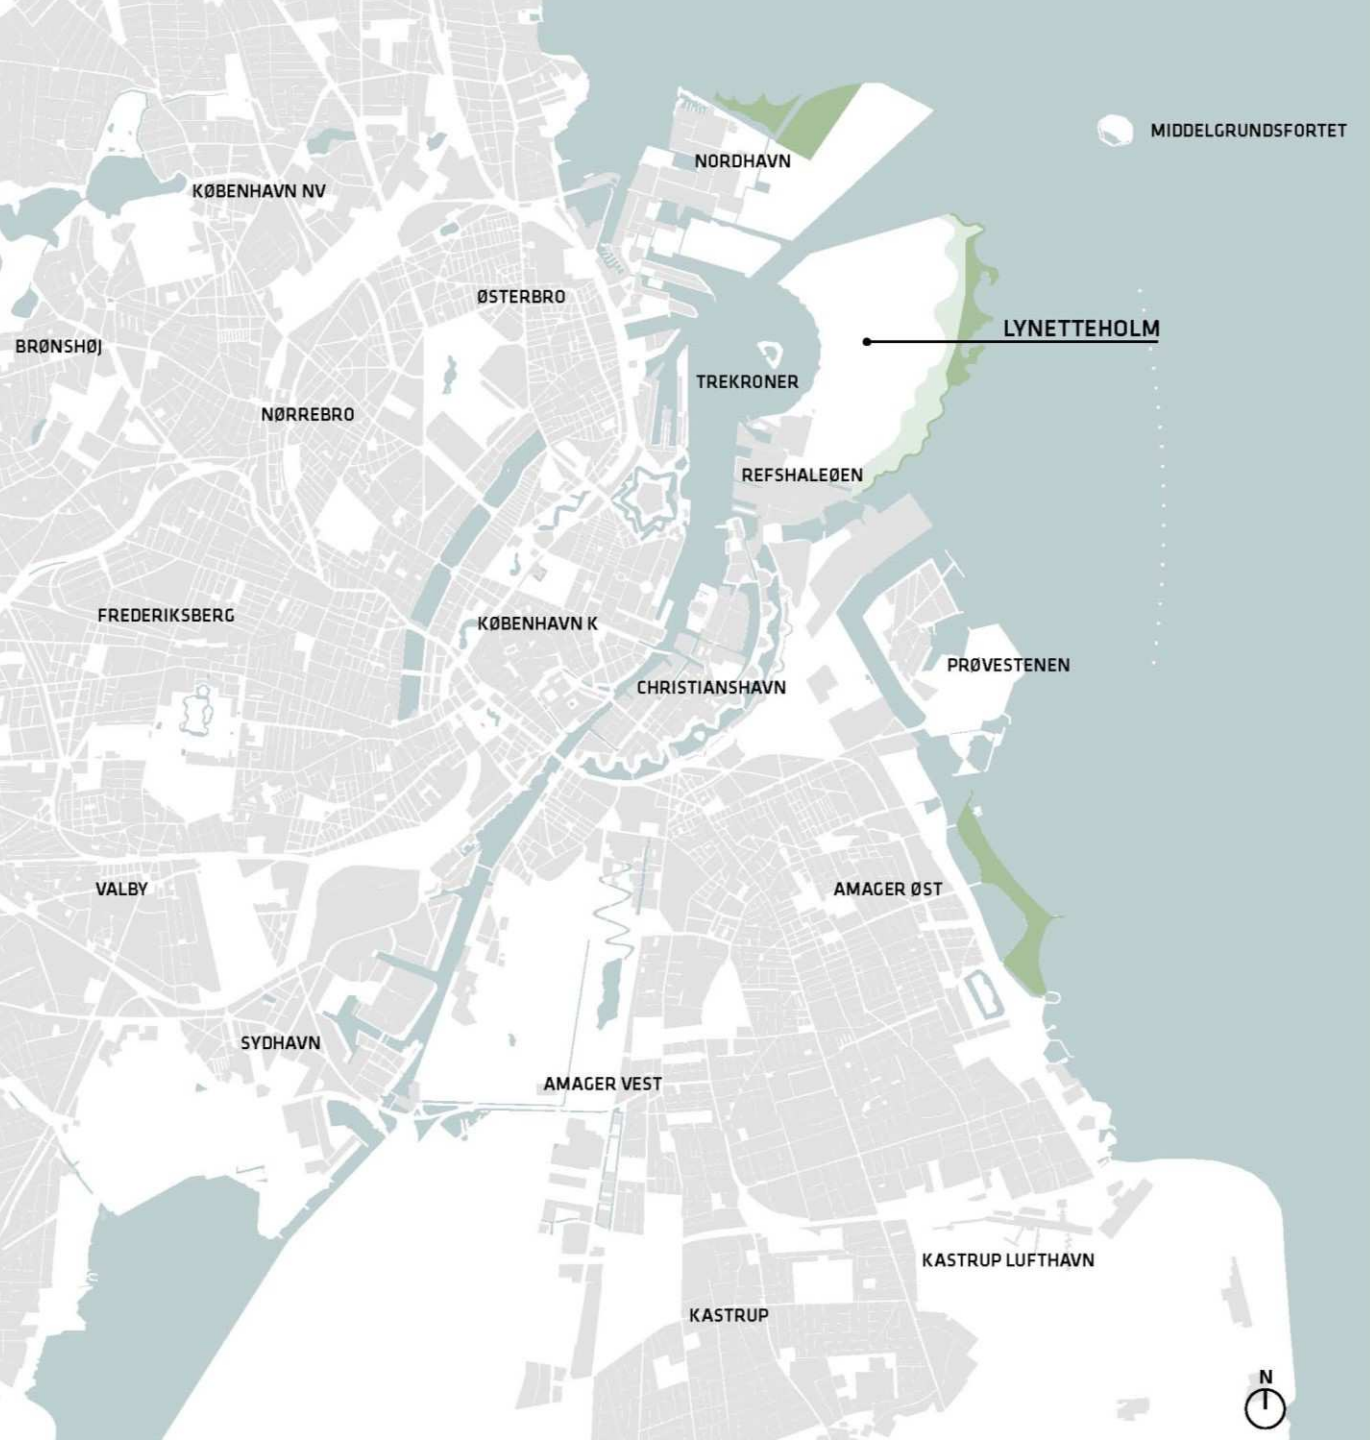 MIDDELGRUNDSFORTET
NORDHAVN
KØBENHAVN NV
ØSTERBRO
LYNETTEHOLM
BRØNSHØJ
TREKRONER
NØRREBRO
REFSHALEØEN
FREDERIKSBERG
KØBENHAVN K
PRØVESTENEN
CHRISTIANSHAVN
VALBY
AMAGER ØST
SYDHAVN
AMAGER VEST
KASTRUP LUFTHAVN
KASTRUP
N